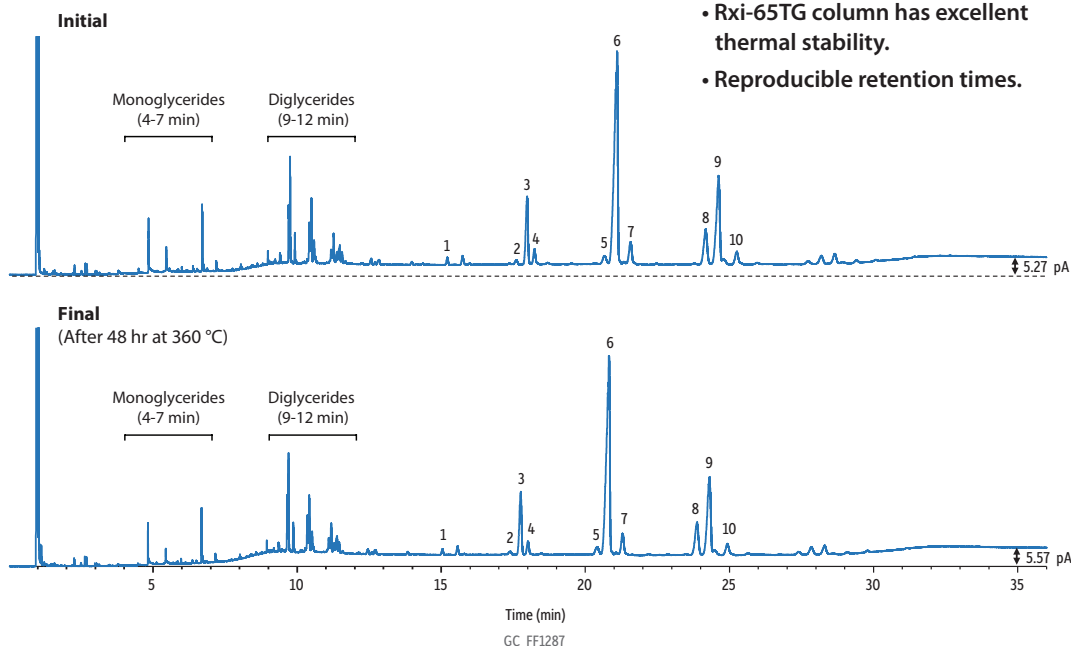 Initial
• Rxi-65TG column has excellent
thermal stability.
• Reproducible retention times.
Monoglycerides
(4-7 min)
Diglycerides
(9-12 min)
1
2
3
4
5
6
7
8
9
10
5.27 pA
Final
(After 48 hr at 360 °C)
Monoglycerides
(4-7 min)
Diglycerides
(9-12 min)
1
2
3
4
5
6
7
8
9
10
5.57 pA
5 10 15 20 25 30 35
Time (min)
GC_FF1287